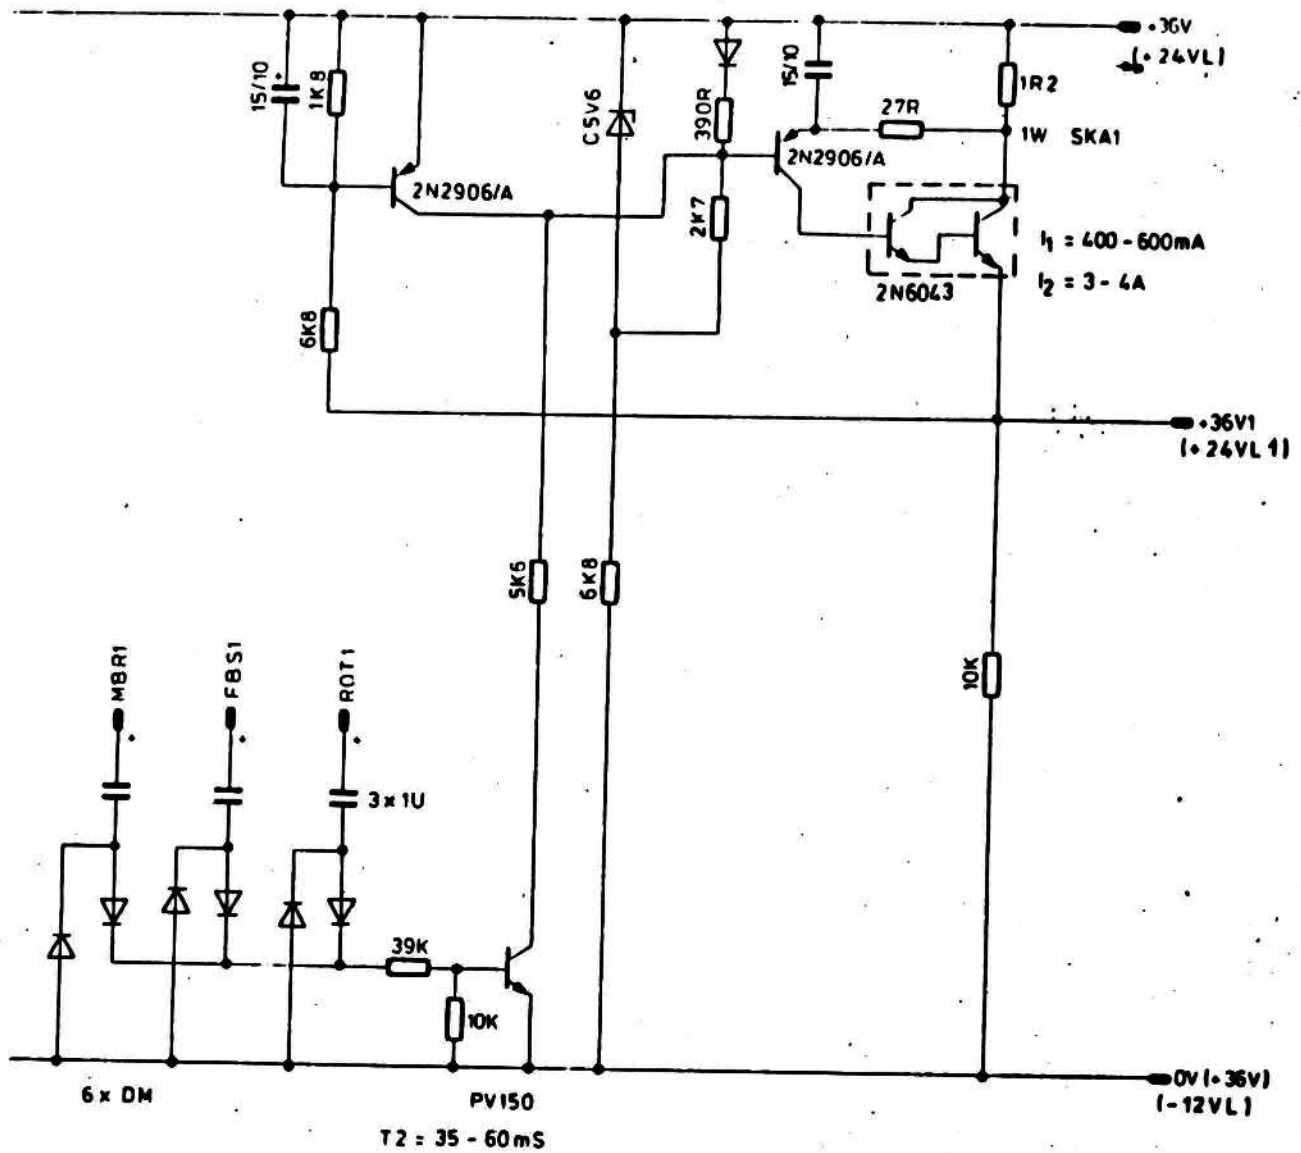 +36V
(+24VL)
15/10
1K8
C5V6
390R
15/10
1R2
27R
1W SKA1
2N2906/A
2N2906/A
2K7
I1 = 400-600mA
2N6043
I2 = 3-4A
6K8
+36V1
(+24VL1)
5K6
6K8
10K
MBR1
FBS1
ROT1
3x1U
39K
10K
6 x DM
PV150
0V(+36V)
(-12VL)
T2 = 35-60mS